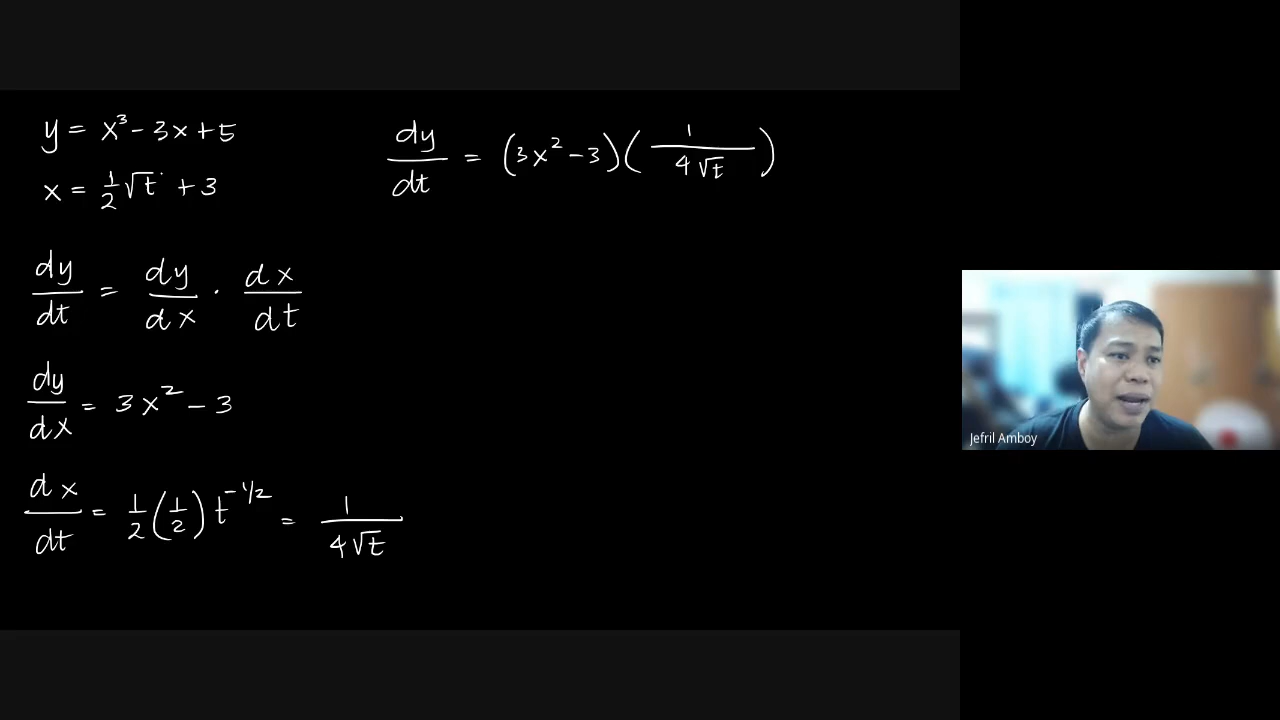 y = x³ - 3x + 5
x = 1/2 √t + 3
dy/dt = dy/dx · dx/dt
dy/dx = 3x² - 3
dx/dt = 1/2 (1/2) t^(-1/2) = 1/(4√t)
dy/dt = (3x² - 3)(1/(4√t))
Jefril Amboy